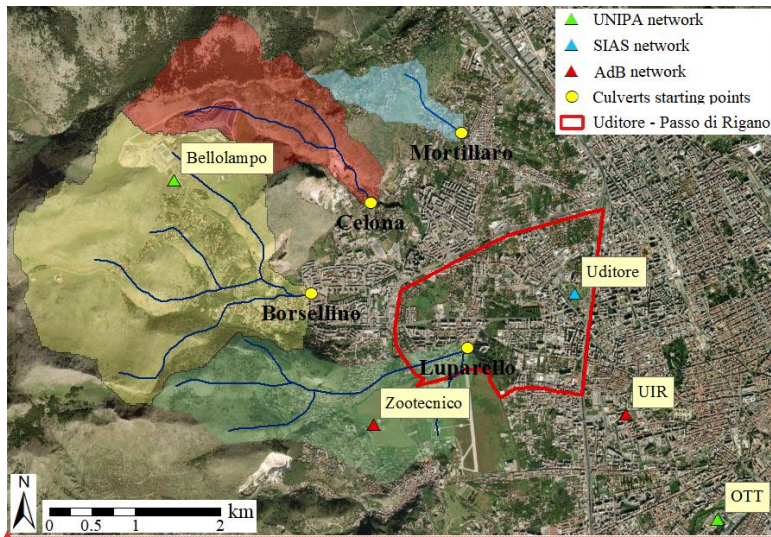 UNIPA network
SIAS network
AdB network
Culverts starting points
Uditore - Passo di Rigano
Mortillaro
Bellolampo
Celona
Uditore
Borsellino
Luparello
Zootecnico
UIR
N
km
0 0.5 1 2
OTT